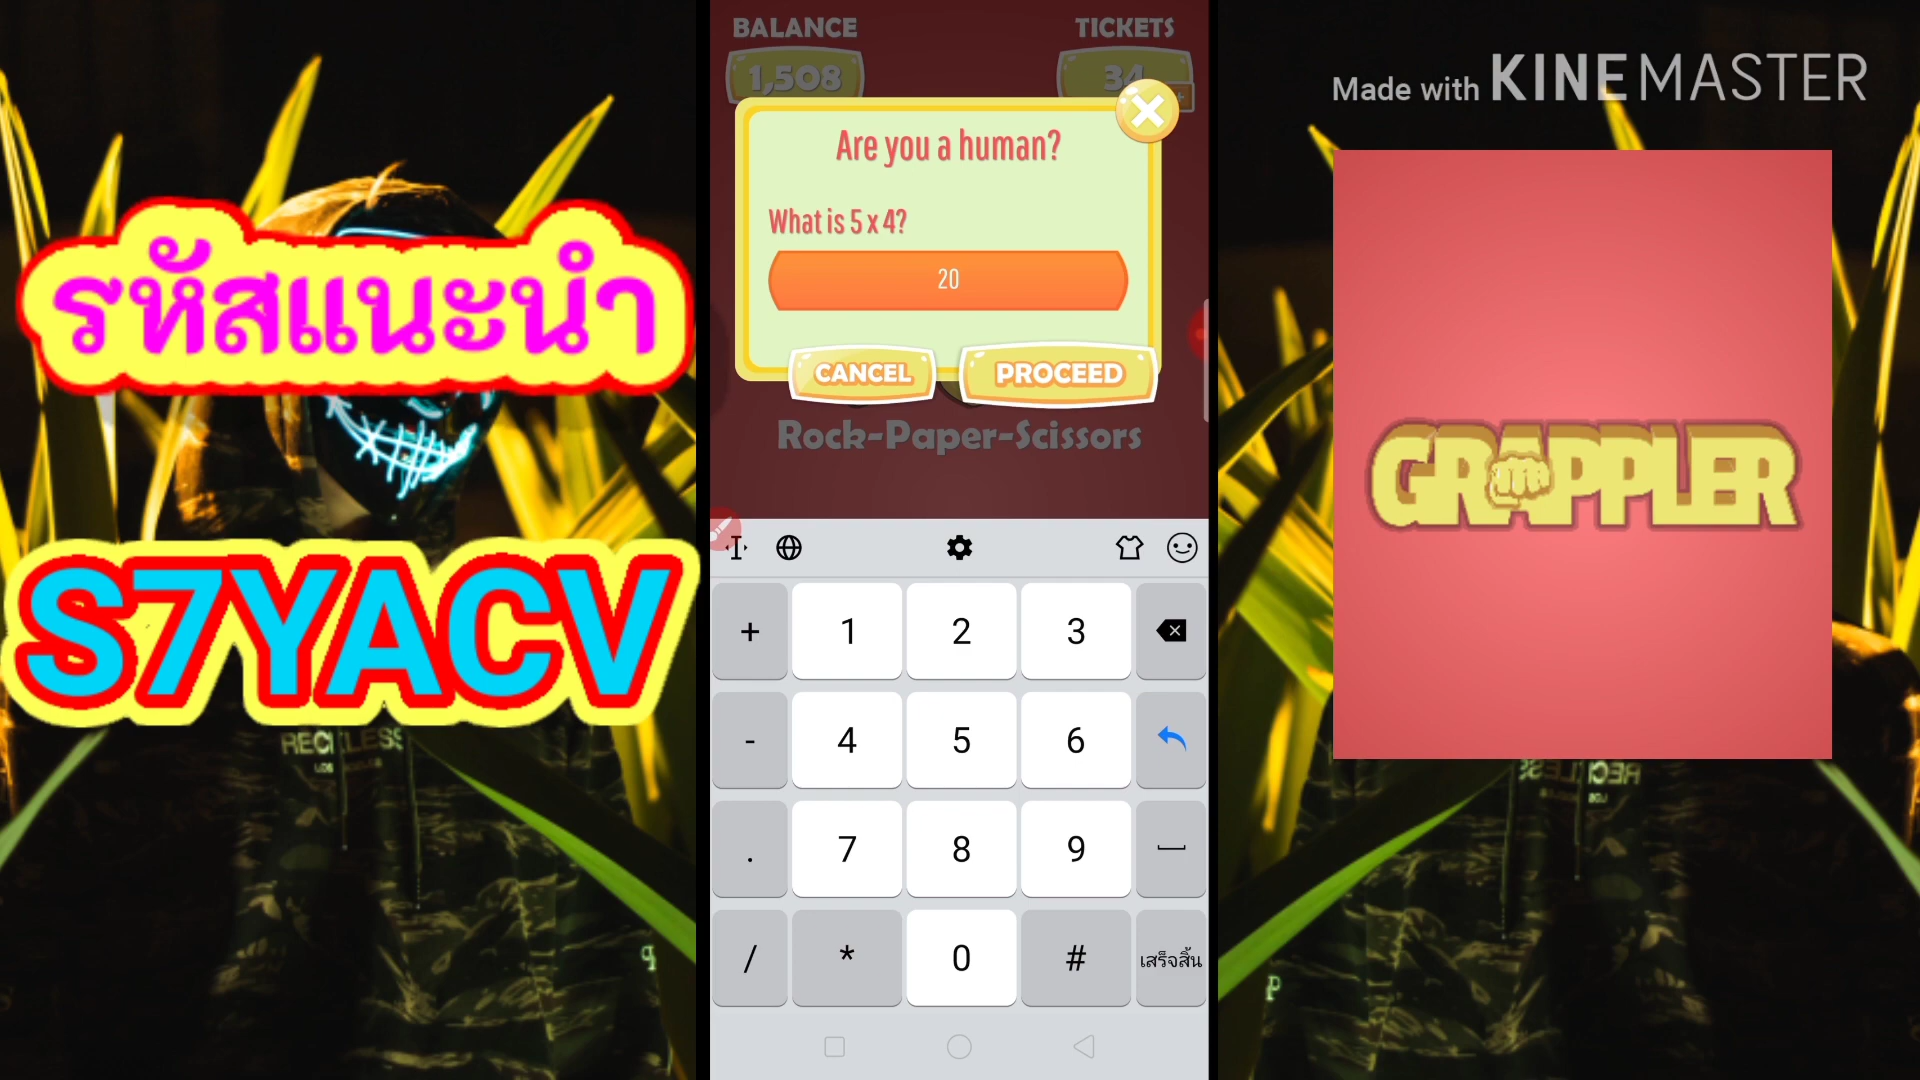 รหัสแนะนำ
S7YACV
RECKLESS
BALANCE
TICKETS
1,508
34
Are you a human?
What is 5 x 4?
20
CANCEL
PROCEED
Rock-Paper-Scissors
+ 1 2 3
- 4 5 6
. 7 8 9
/ * 0 # เสร็จสิ้น
Made with KINEMASTER
GRAPPLER